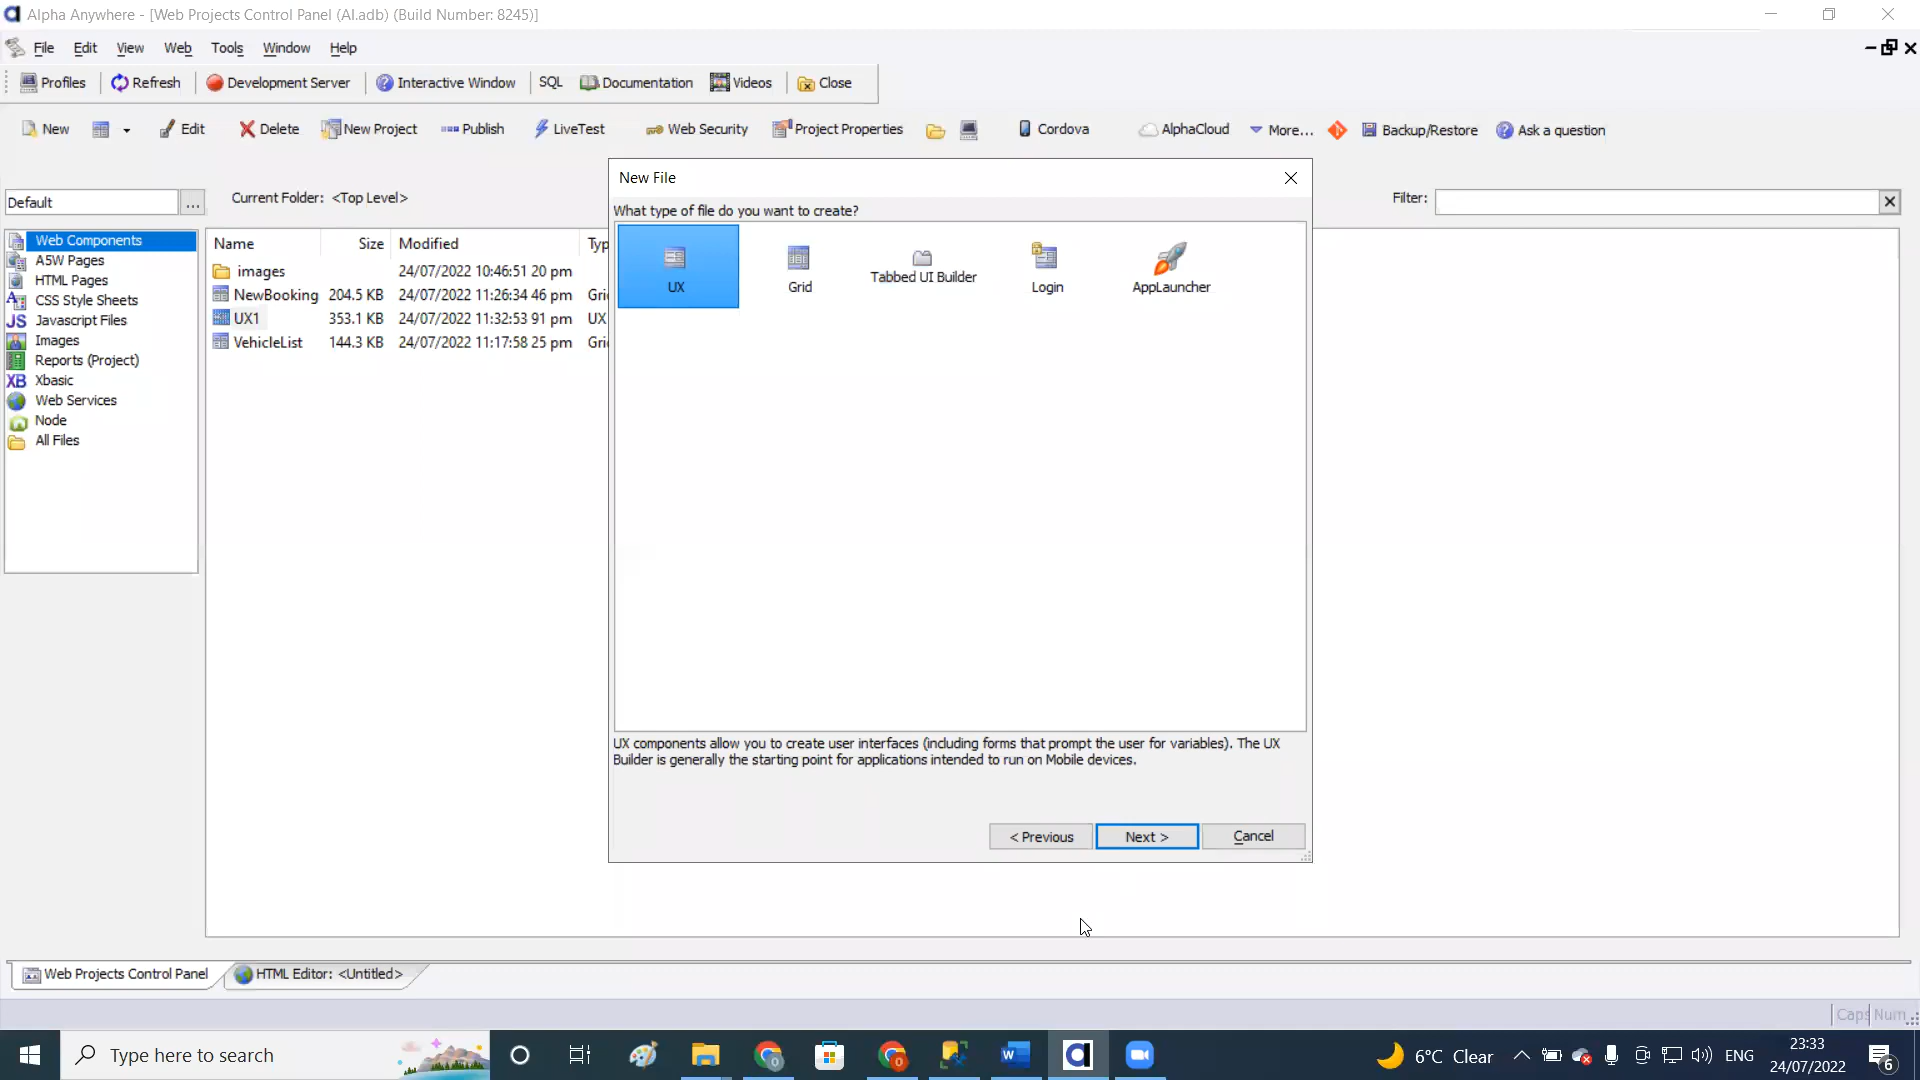 Alpha Anywhere - [Web Projects Control Panel (AI.adb) (Build Number: 8245)]
File Edit View Web Tools Window Help
Profiles Refresh Development Server Interactive Window SQL Documentation Videos Close
New Edit Delete New Project Publish LiveTest Web Security Project Properties Cordova AlphaCloud More... Backup/Restore Ask a question
Default ... Current Folder: <Top Level> Filter:
Web Components
A5W Pages
HTML Pages
CSS Style Sheets
JS Javascript Files
Images
Reports (Project)
XB Xbasic
Web Services
Node
All Files
Name Size Modified Typ
images 24/07/2022 10:46:51 20 pm
NewBooking 204.5 KB 24/07/2022 11:26:34 46 pm Gri
UX1 353.1 KB 24/07/2022 11:32:53 91 pm UX
VehicleList 144.3 KB 24/07/2022 11:17:58 25 pm Gri
New File
What type of file do you want to create?
UX Grid Tabbed UI Builder Login AppLauncher
UX components allow you to create user interfaces (including forms that prompt the user for variables). The UX
Builder is generally the starting point for applications intended to run on Mobile devices.
< Previous Next > Cancel
Web Projects Control Panel HTML Editor: <Untitled>
Caps Num
Type here to search
6°C Clear ENG
23:33
24/07/2022
6